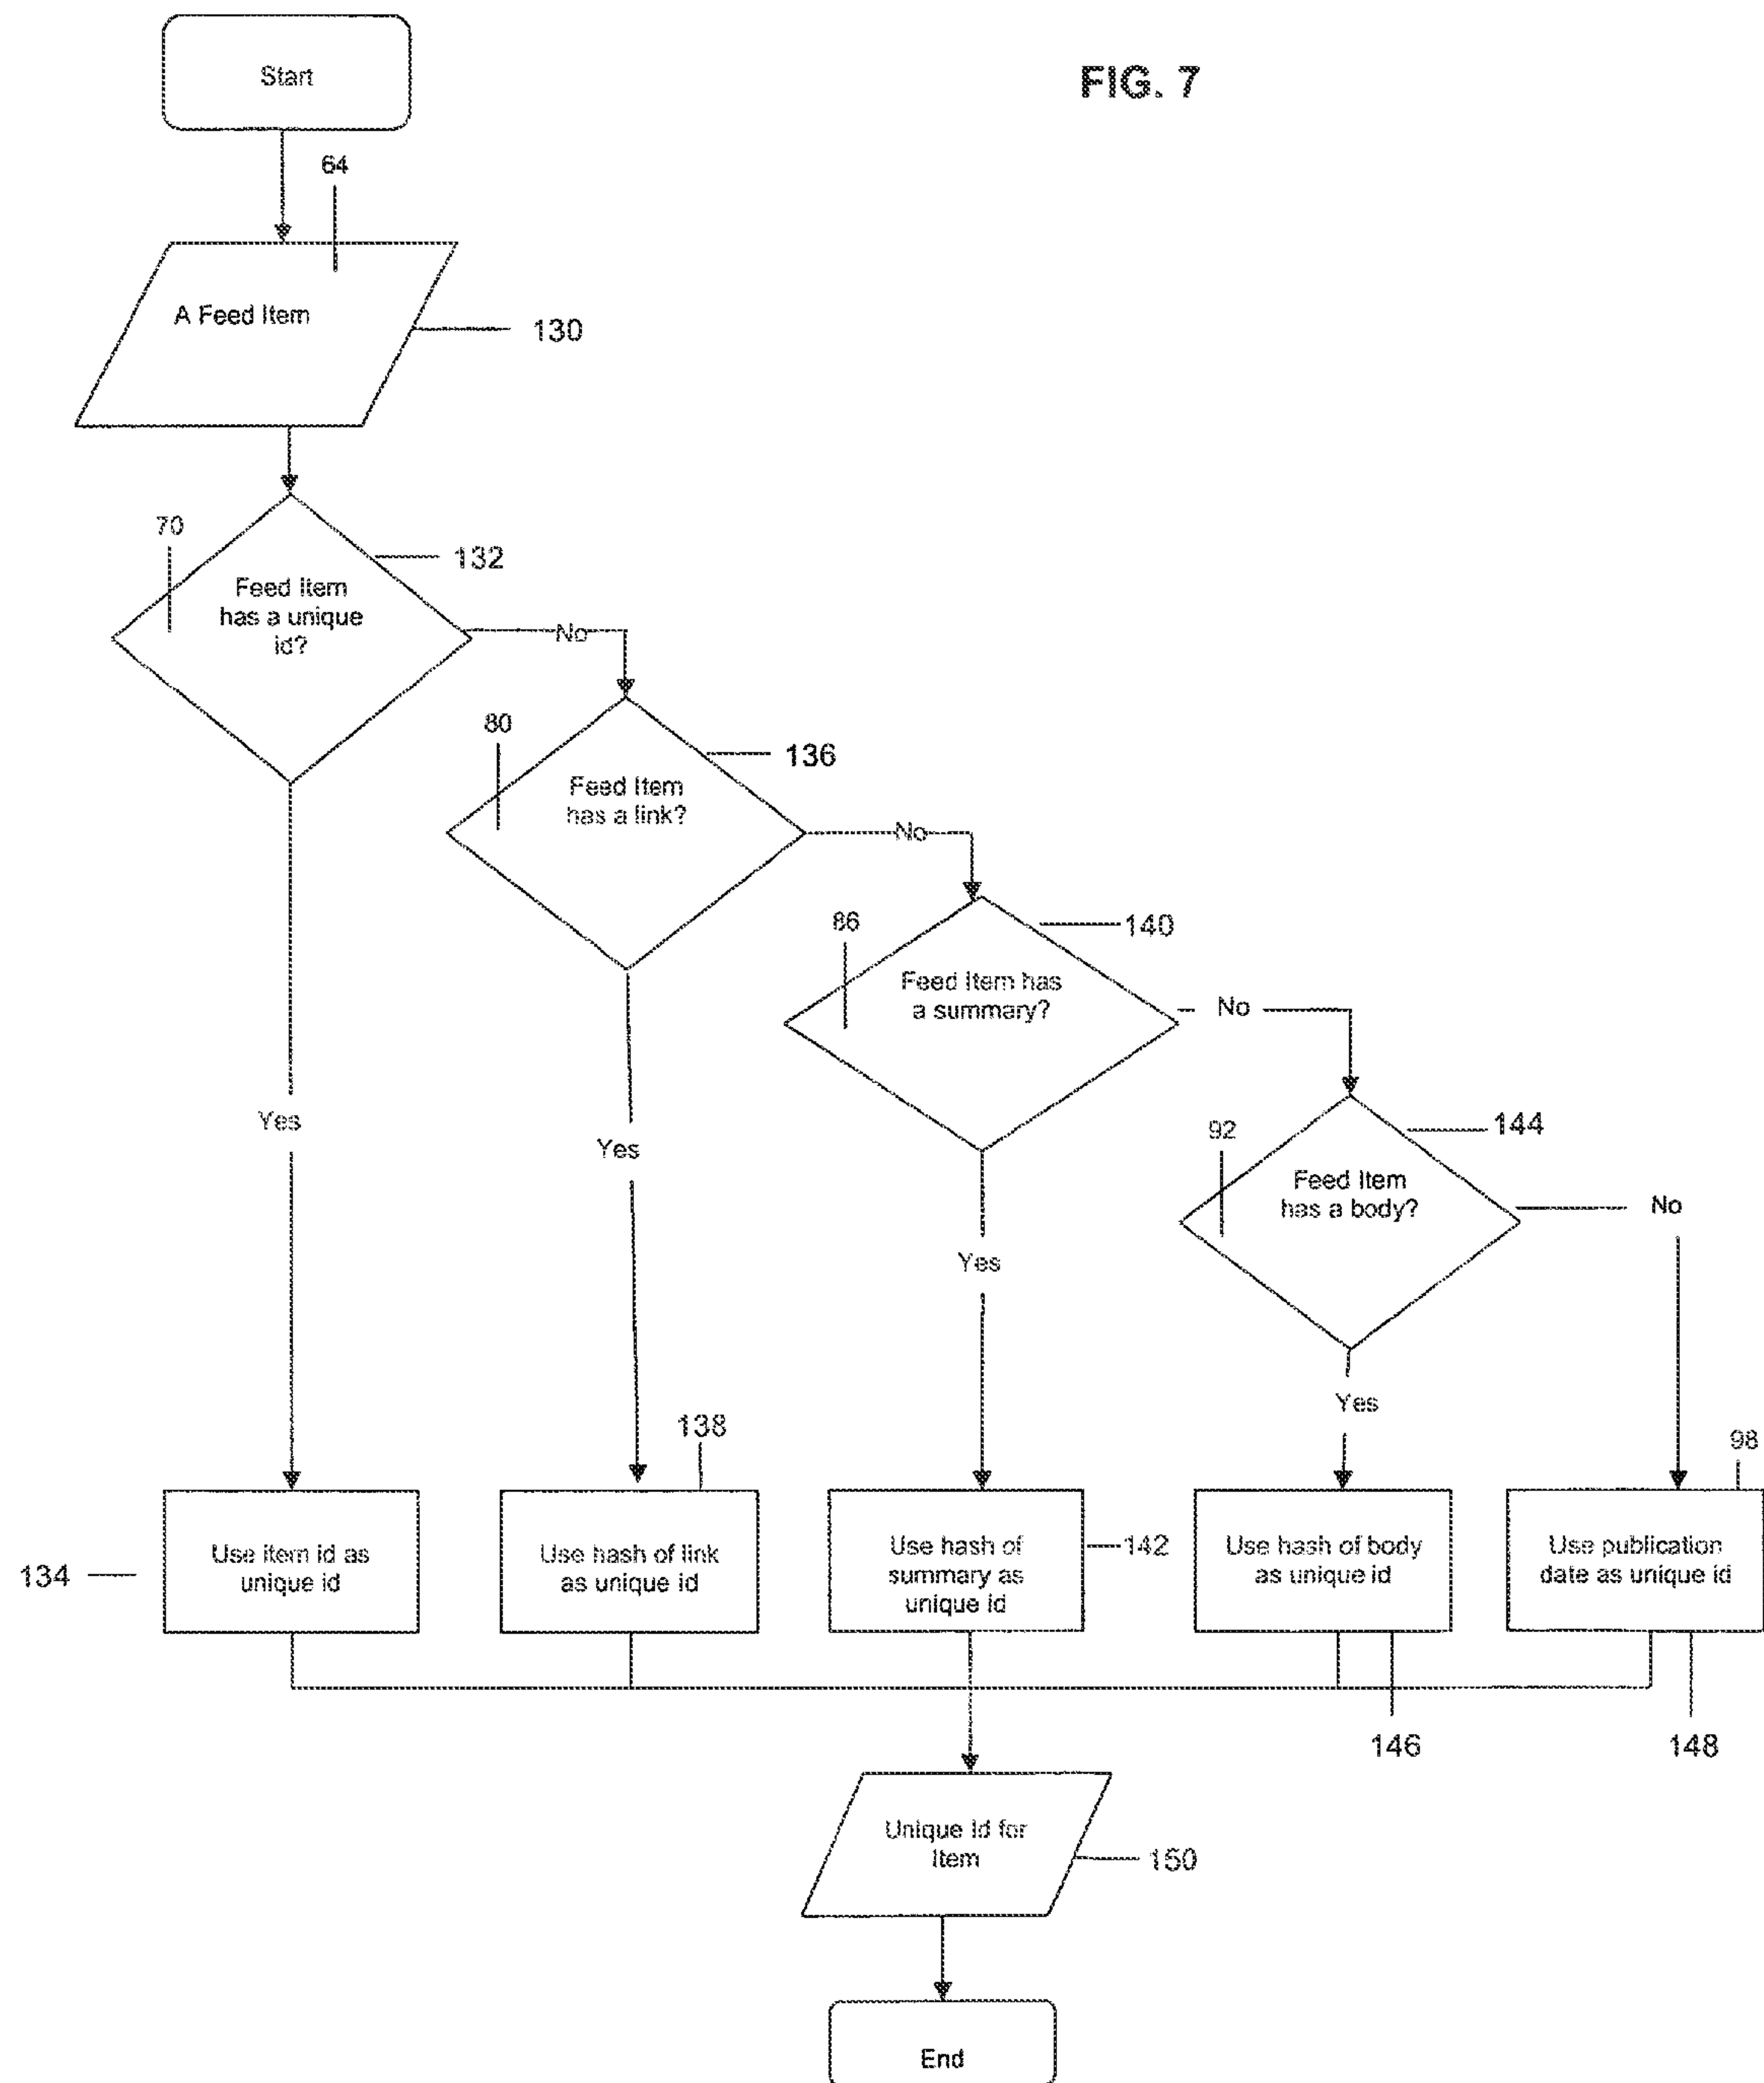 Start
FIG. 7
64
A Feed Item
130
70
132
Feed Item
has a unique
id?
No
80
136
Feed Item
has a link?
No
86
140
Feed Item has
a summary?
No
92
144
Feed Item
has a body?
No
Yes
Yes
Yes
Yes
138
98
134
Use item id as
unique id
Use hash of link
as unique id
Use hash of
summary as
unique id
142
Use hash of body
as unique id
Use publication
date as unique id
146
148
Unique id for
Item
150
End